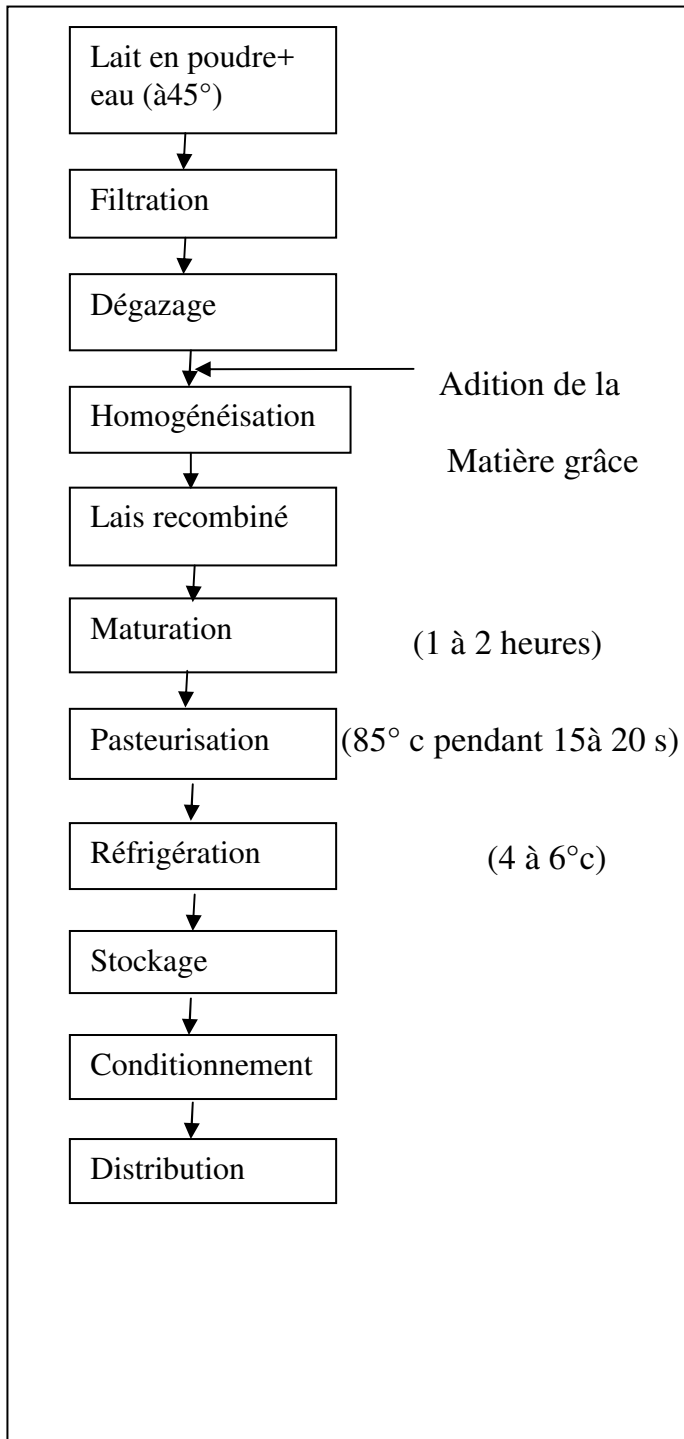 Lait en poudre+
eau (à45°)
Filtration
Dégazage
Adition de la
Homogénéisation
Matière grâce
Lais recombiné
Maturation
(1 à 2 heures)
Pasteurisation
(85° c pendant 15à 20 s)
Réfrigération
(4 à 6°c)
Stockage
Conditionnement
Distribution